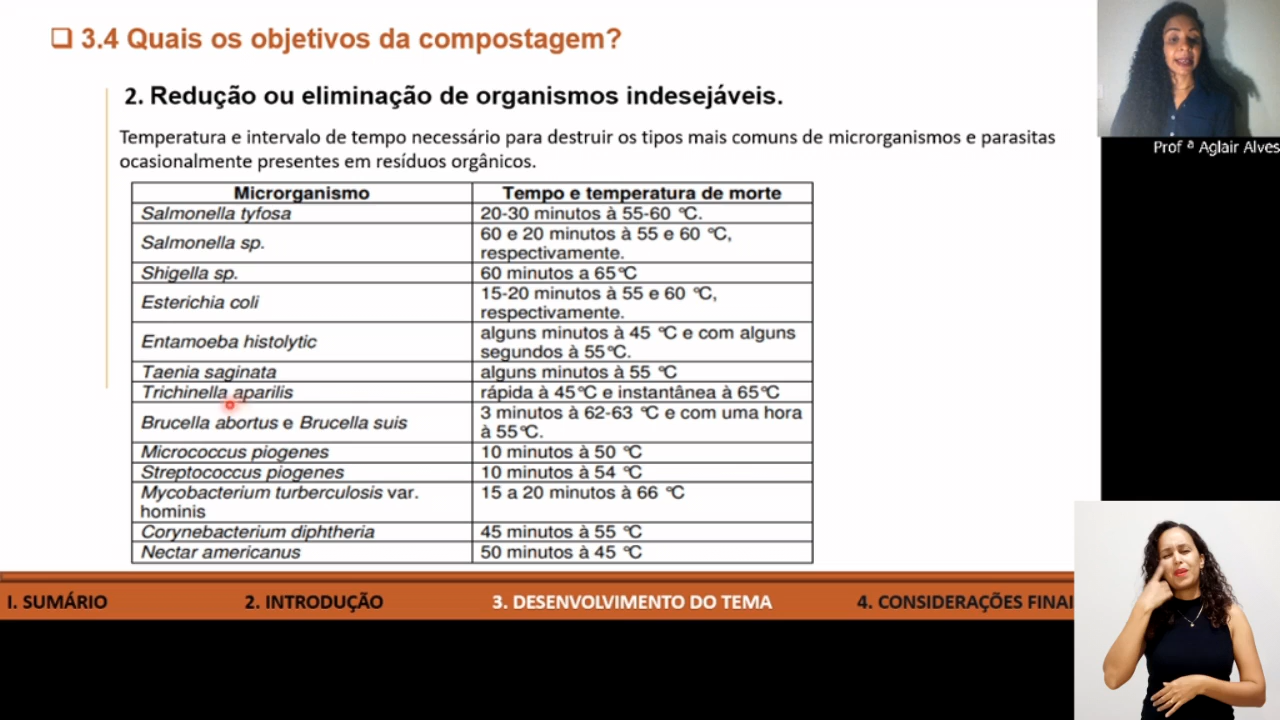 ❑ 3.4 Quais os objetivos da compostagem?
2. Redução ou eliminação de organismos indesejáveis.
Temperatura e intervalo de tempo necessário para destruir os tipos mais comuns de microrganismos e parasitas
ocasionalmente presentes em resíduos orgânicos.
Microrganismo Tempo e temperatura de morte
Salmonella tyfosa 20-30 minutos à 55-60 °C.
Salmonella sp. 60 e 20 minutos à 55 e 60 °C,
respectivamente.
Shigella sp. 60 minutos a 65°C
Esterichia coli 15-20 minutos à 55 e 60 °C,
respectivamente.
Entamoeba histolytic alguns minutos à 45 °C e com alguns
segundos à 55°C.
Taenia saginata alguns minutos à 55 °C
Trichinella aparilis rápida à 45°C e instantânea à 65°C
Brucella abortus e Brucella suis 3 minutos à 62-63 °C e com uma hora
à 55°C.
Micrococcus piogenes 10 minutos à 50 °C
Streptococcus piogenes 10 minutos à 54 °C
Mycobacterium turberculosis var. 15 a 20 minutos à 66 °C
hominis
Corynebacterium diphtheria 45 minutos à 55 °C
Nectar americanus 50 minutos à 45 °C
I. SUMÁRIO 2. INTRODUÇÃO 3. DESENVOLVIMENTO DO TEMA 4. CONSIDERAÇÕES FINAI
Prof ª Aglair Alves